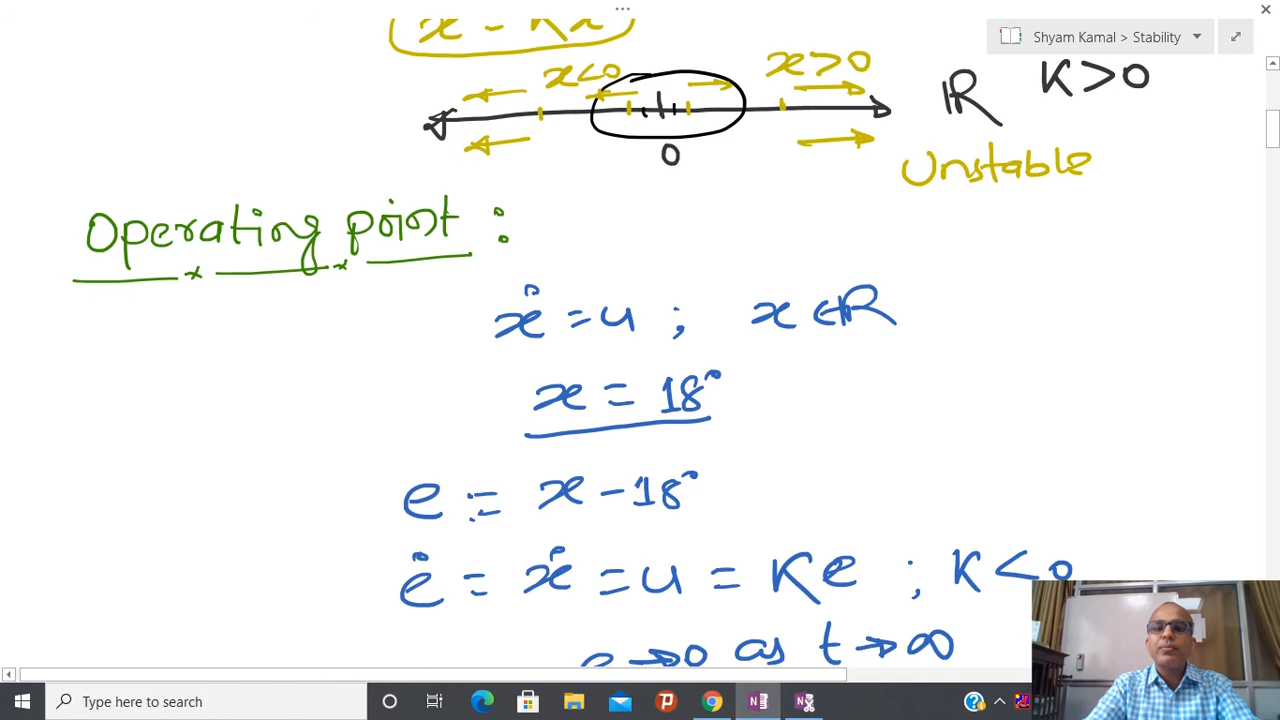 Shyam Kamal > Stability
ẋ = Kx
x<0
x>0
ℝ
K>0
0
Unstable
Operating point :
ẋ = u ; x ∈ ℝ
x = 18°
e := x - 18°
ė = ẋ = u = Ke ; K<0
e → 0 as t → ∞
Type here to search